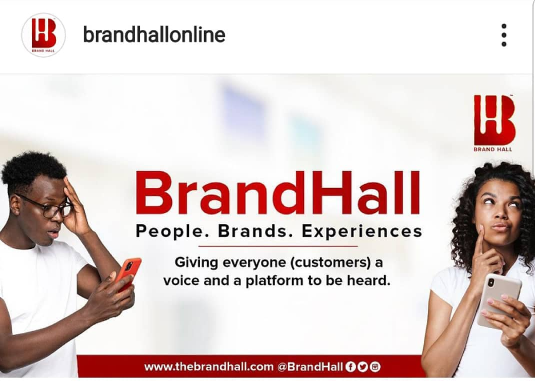 BRAND HALL
brandhallonline
BRAND HALL
BrandHall
People. Brands. Experiences
Giving everyone (customers) a
voice and a platform to be heard.
www.thebrandhall.com @BrandHall